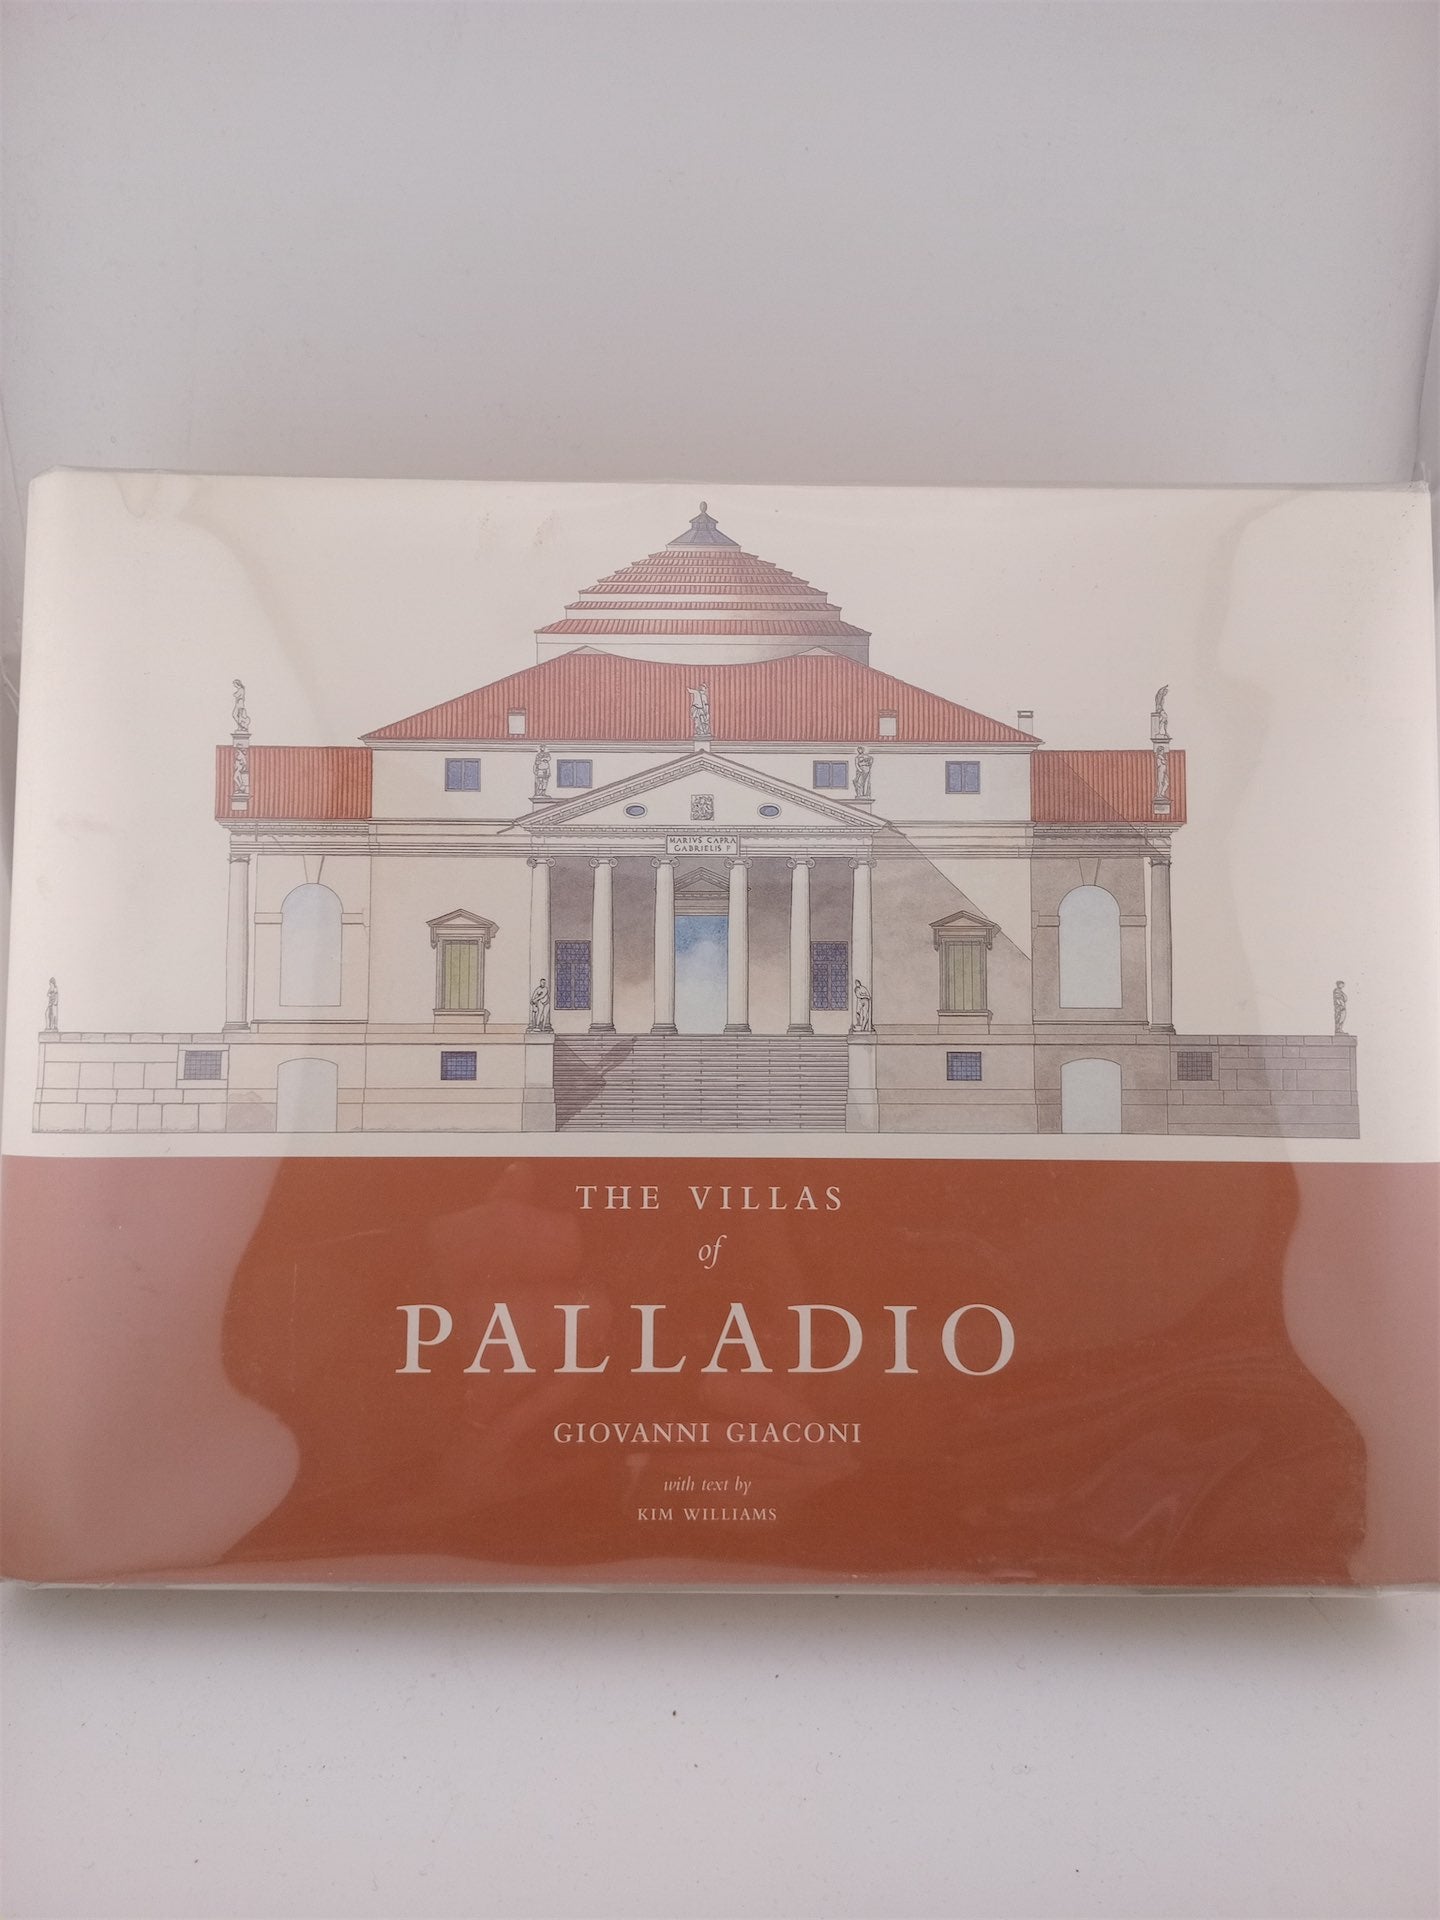 MARIVS CAPRA
GABRIELIS F
THE VILLAS
of
PALLADIO
GIOVANNI GIACONI
with text by
KIM WILLIAMS